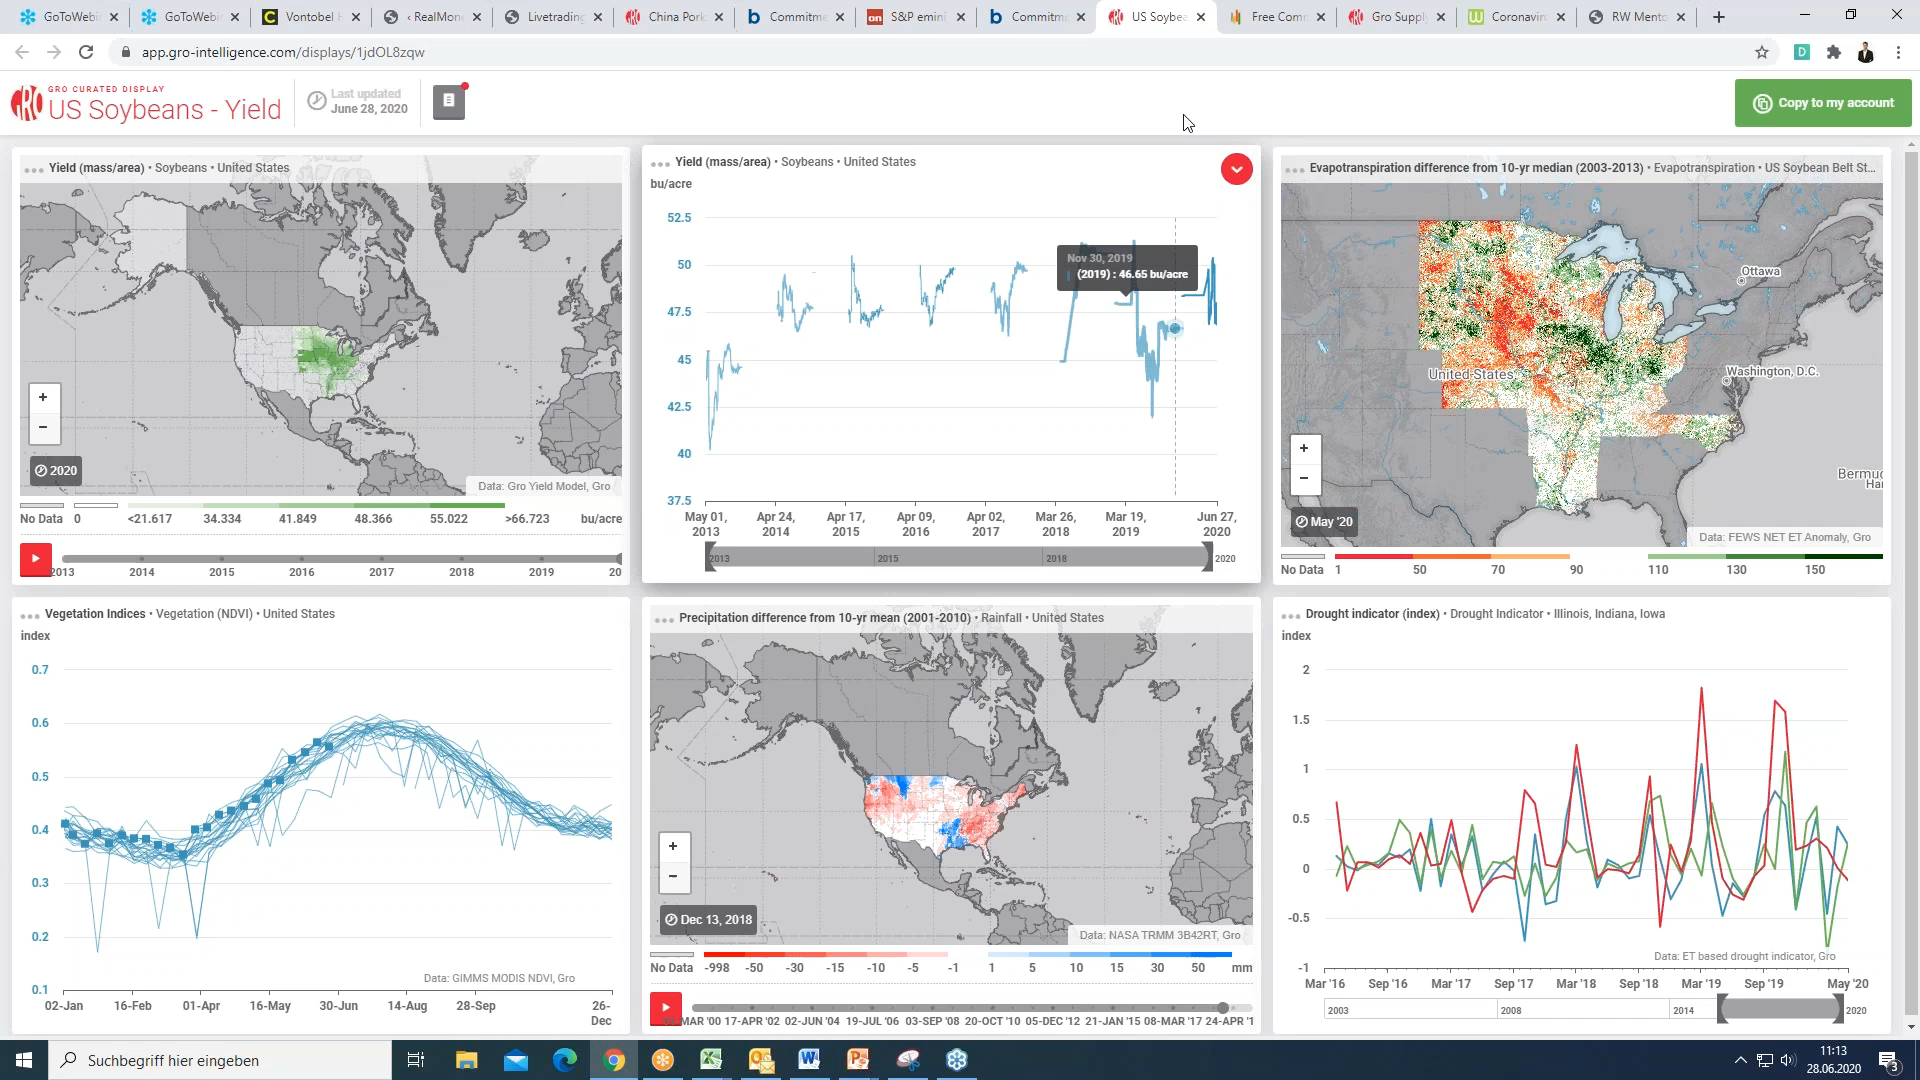 GoToWebi
GoToWebi
Vontobel
‹ RealMon
Livetrading
China Pork
Commitme
S&P emini
Commitm
US Soybea
Free Com
Gro Supply
Coronavir
RW Mento
app.gro-intelligence.com/displays/1jdOL8zqw
GRO CURATED DISPLAY
US Soybeans - Yield
Last updated
June 28, 2020
Copy to my account
Yield (mass/area) • Soybeans • United States
+
−
2020
Data: Gro Yield Model, Gro
No Data 0 <21.617 34.334 41.849 48.366 55.022 >66.723 bu/acre
2013 2014 2015 2016 2017 2018 2019 20
Yield (mass/area) • Soybeans • United States
bu/acre
52.5
50
47.5
45
42.5
40
37.5
Nov 30, 2019
(2019) : 46.65 bu/acre
May 01, Apr 24, Apr 17, Apr 09, Apr 02, Mar 26, Mar 19, Jun 27,
2013 2014 2015 2016 2017 2018 2019 2020
2013 2015 2018 2020
Evapotranspiration difference from 10-yr median (2003-2013) • Evapotranspiration • US Soybean Belt St...
Ottawa
United States
Washington, D.C.
Bermu
Ha
+
−
May '20
Data: FEWS NET ET Anomaly, Gro
No Data 1 50 70 90 110 130 150
Vegetation Indices • Vegetation (NDVI) • United States
index
0.7
0.6
0.5
0.4
0.3
0.2
0.1
Data: GIMMS MODIS NDVI, Gro
02-Jan 16-Feb 01-Apr 16-May 30-Jun 14-Aug 28-Sep 26-
Dec
Precipitation difference from 10-yr mean (2001-2010) • Rainfall • United States
+
−
Dec 13, 2018
Data: NASA TRMM 3B42RT, Gro
No Data -998 -50 -30 -15 -10 -5 -1 1 5 10 15 30 50 mm
MAR '00 17-APR '02 02-JUN '04 19-JUL '06 03-SEP '08 20-OCT '10 05-DEC '12 21-JAN '15 08-MAR '17 24-APR '1
Drought indicator (index) • Drought Indicator • Illinois, Indiana, Iowa
index
2
1.5
1
0.5
0
-0.5
-1
Data: ET based drought indicator, Gro
Mar '16 Sep '16 Mar '17 Sep '17 Mar '18 Sep '18 Mar '19 Sep '19 May '20
2003 2008 2014 2020
Suchbegriff hier eingeben
11:13
28.06.2020
3